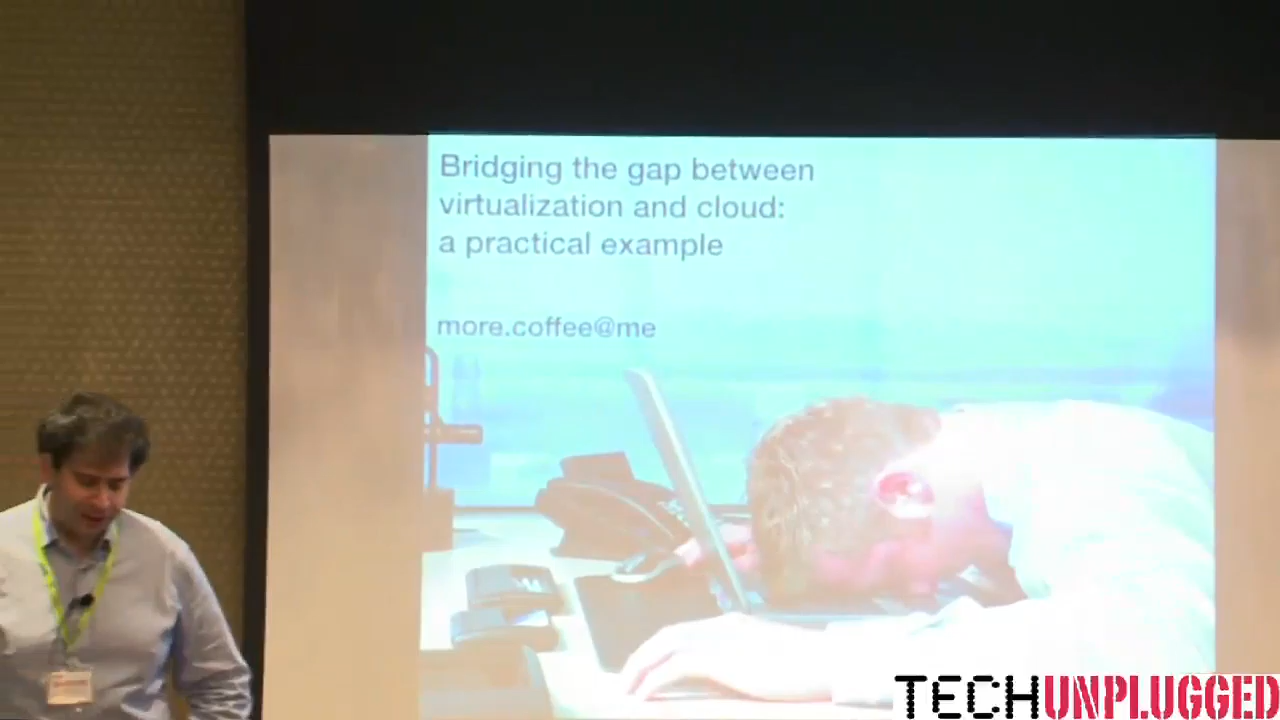 Bridging the gap between
virtualization and cloud:
a practical example
more.coffee@me
TECHUNPLUGGED